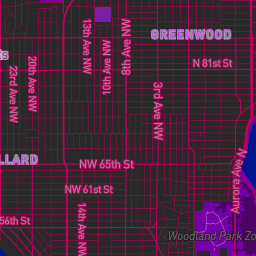 GREENWOOD
13th Ave NW
10th Ave NW
8th Ave NW
20th Ave NW
23rd Ave NW
3rd Ave NW
N 81st St
LLARD
NW 65th St
NW 61st St
56th St
14th Ave NW
Aurora Ave N
Woodland Park Zo